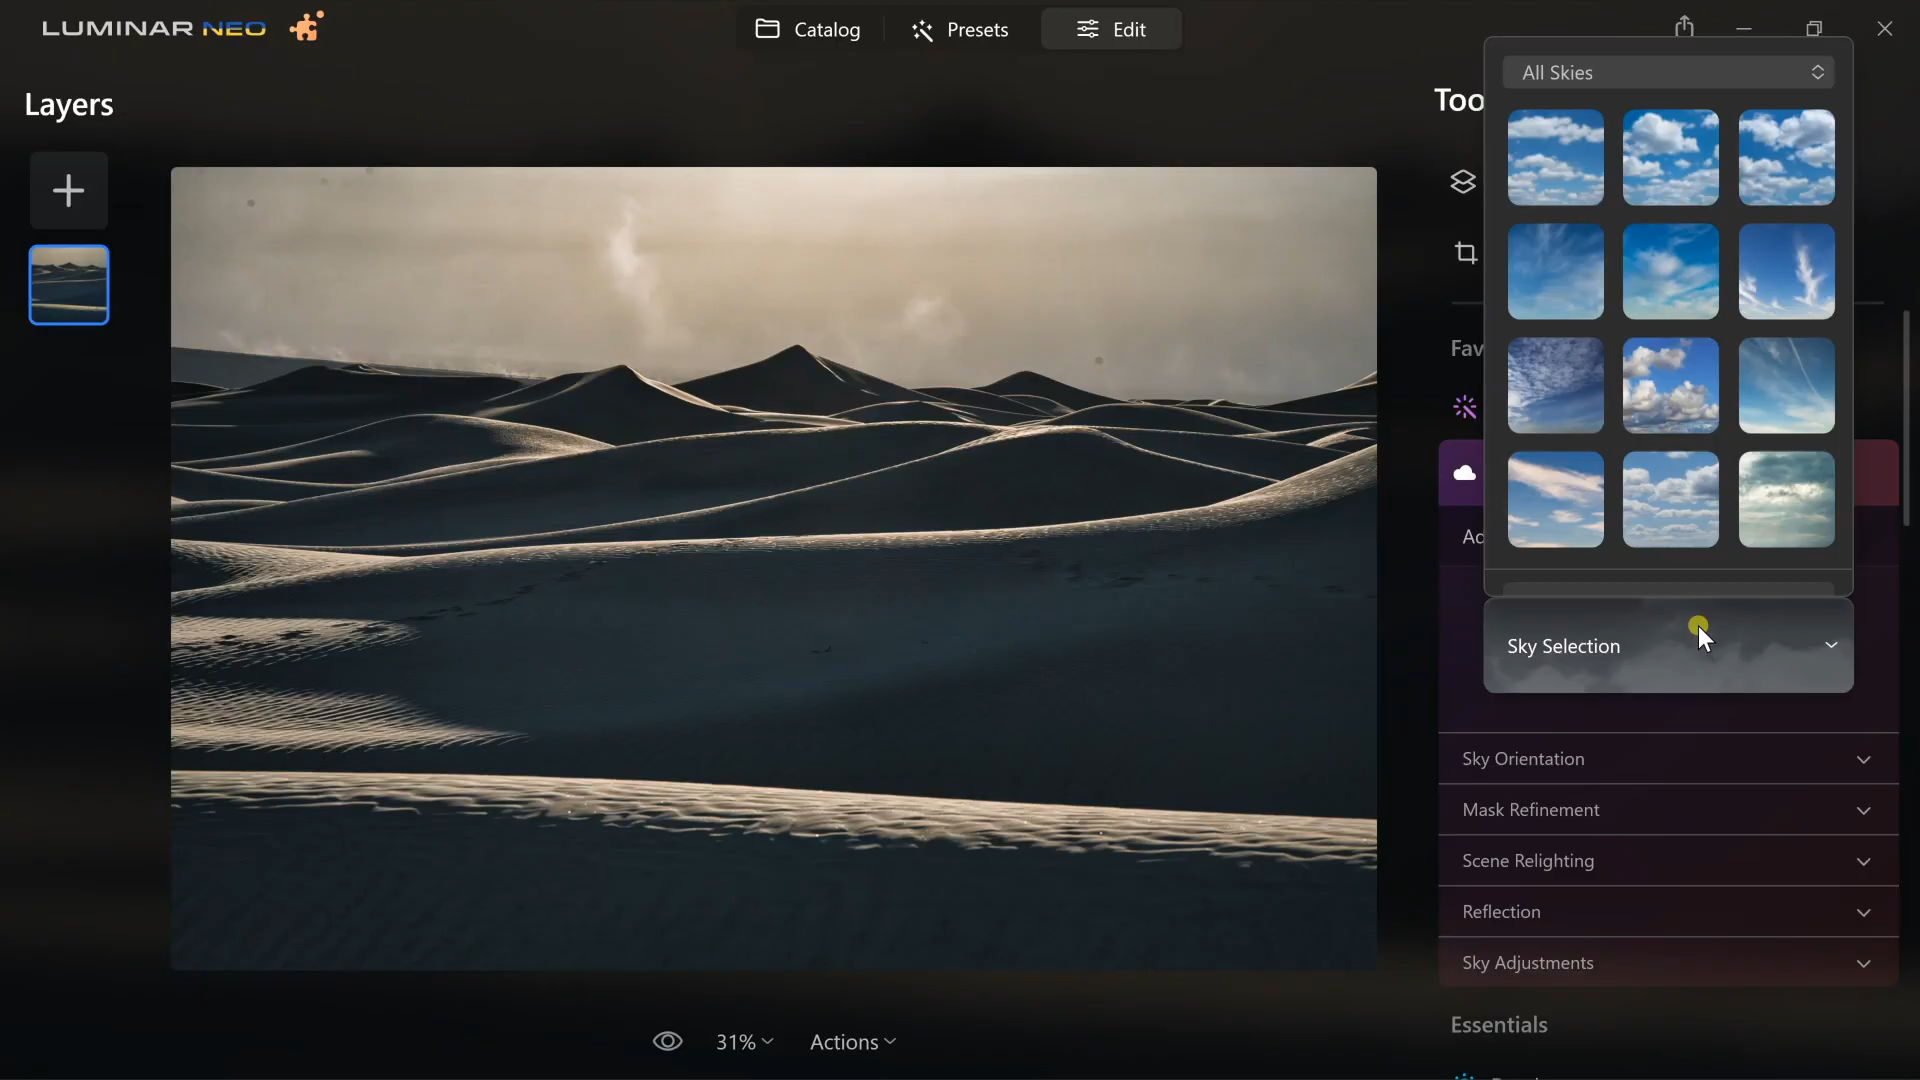 LUMINAR NEO
Catalog
Presets
Edit
Layers
All Skies
Too
Fav
Ad
Sky Selection
Sky Orientation
Mask Refinement
Scene Relighting
Reflection
Sky Adjustments
Essentials
31%
Actions